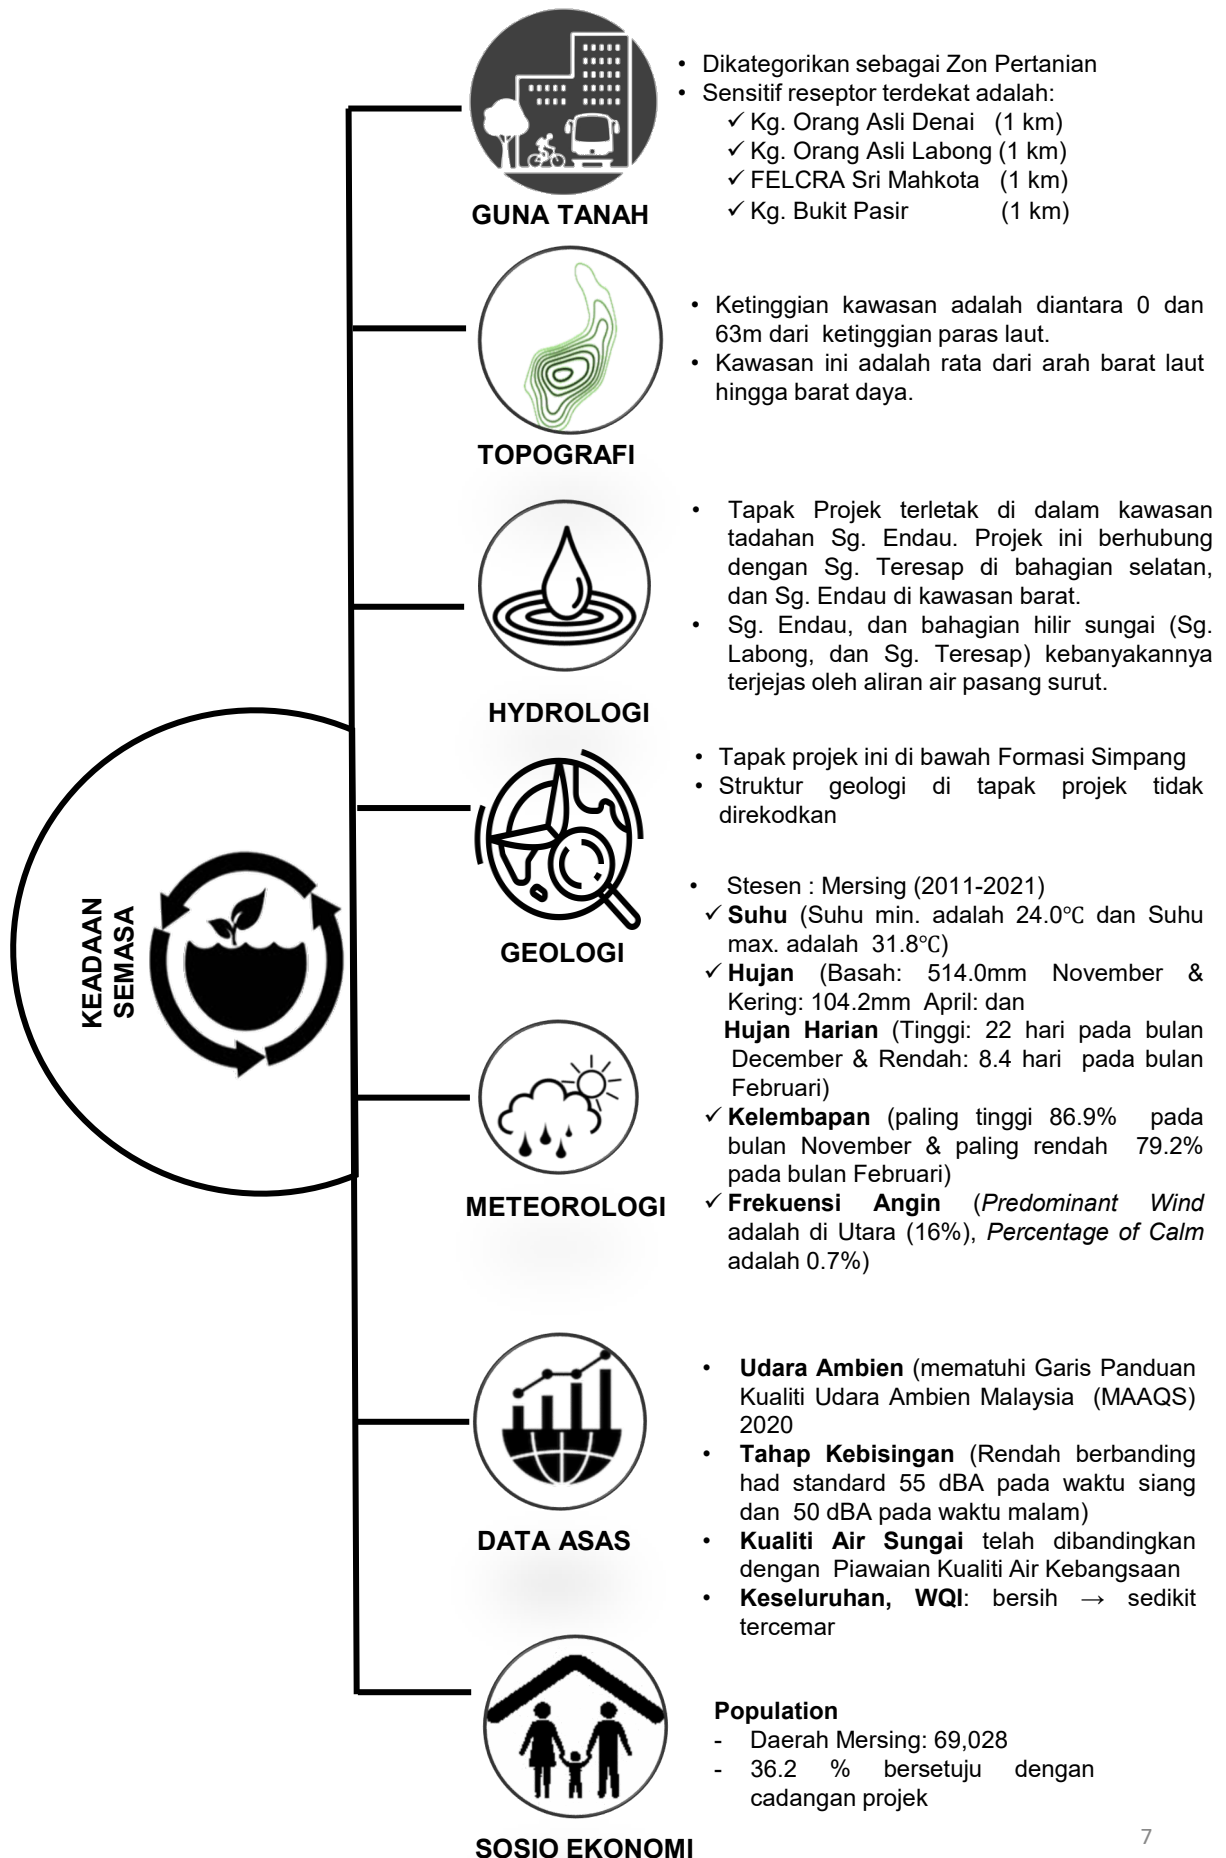 • Dikategorikan sebagai Zon Pertanian
• Sensitif reseptor terdekat adalah:
✓ Kg. Orang Asli Denai (1 km)
✓ Kg. Orang Asli Labong (1 km)
✓ FELCRA Sri Mahkota (1 km)
✓ Kg. Bukit Pasir (1 km)
GUNA TANAH
• Ketinggian kawasan adalah diantara 0 dan
63m dari ketinggian paras laut.
• Kawasan ini adalah rata dari arah barat laut
hingga barat daya.
TOPOGRAFI
• Tapak Projek terletak di dalam kawasan
tadahan Sg. Endau. Projek ini berhubung
dengan Sg. Teresap di bahagian selatan,
dan Sg. Endau di kawasan barat.
• Sg. Endau, dan bahagian hilir sungai (Sg.
Labong, dan Sg. Teresap) kebanyakannya
terjejas oleh aliran air pasang surut.
HYDROLOGI
• Tapak projek ini di bawah Formasi Simpang
• Struktur geologi di tapak projek tidak
direkodkan
GEOLOGI
KEADAAN
SEMASA
• Stesen : Mersing (2011-2021)
✓ Suhu (Suhu min. adalah 24.0℃ dan Suhu
max. adalah 31.8℃)
✓ Hujan (Basah: 514.0mm November &
Kering: 104.2mm April: dan
Hujan Harian (Tinggi: 22 hari pada bulan
December & Rendah: 8.4 hari pada bulan
Februari)
✓ Kelembapan (paling tinggi 86.9% pada
bulan November & paling rendah 79.2%
pada bulan Februari)
✓ Frekuensi Angin (Predominant Wind
adalah di Utara (16%), Percentage of Calm
adalah 0.7%)
METEOROLOGI
• Udara Ambien (mematuhi Garis Panduan
Kualiti Udara Ambien Malaysia (MAAQS)
2020
• Tahap Kebisingan (Rendah berbanding
had standard 55 dBA pada waktu siang
dan 50 dBA pada waktu malam)
• Kualiti Air Sungai telah dibandingkan
dengan Piawaian Kualiti Air Kebangsaan
• Keseluruhan, WQI: bersih → sedikit
tercemar
DATA ASAS
Population
- Daerah Mersing: 69,028
- 36.2 % bersetuju dengan
cadangan projek
SOSIO EKONOMI
7